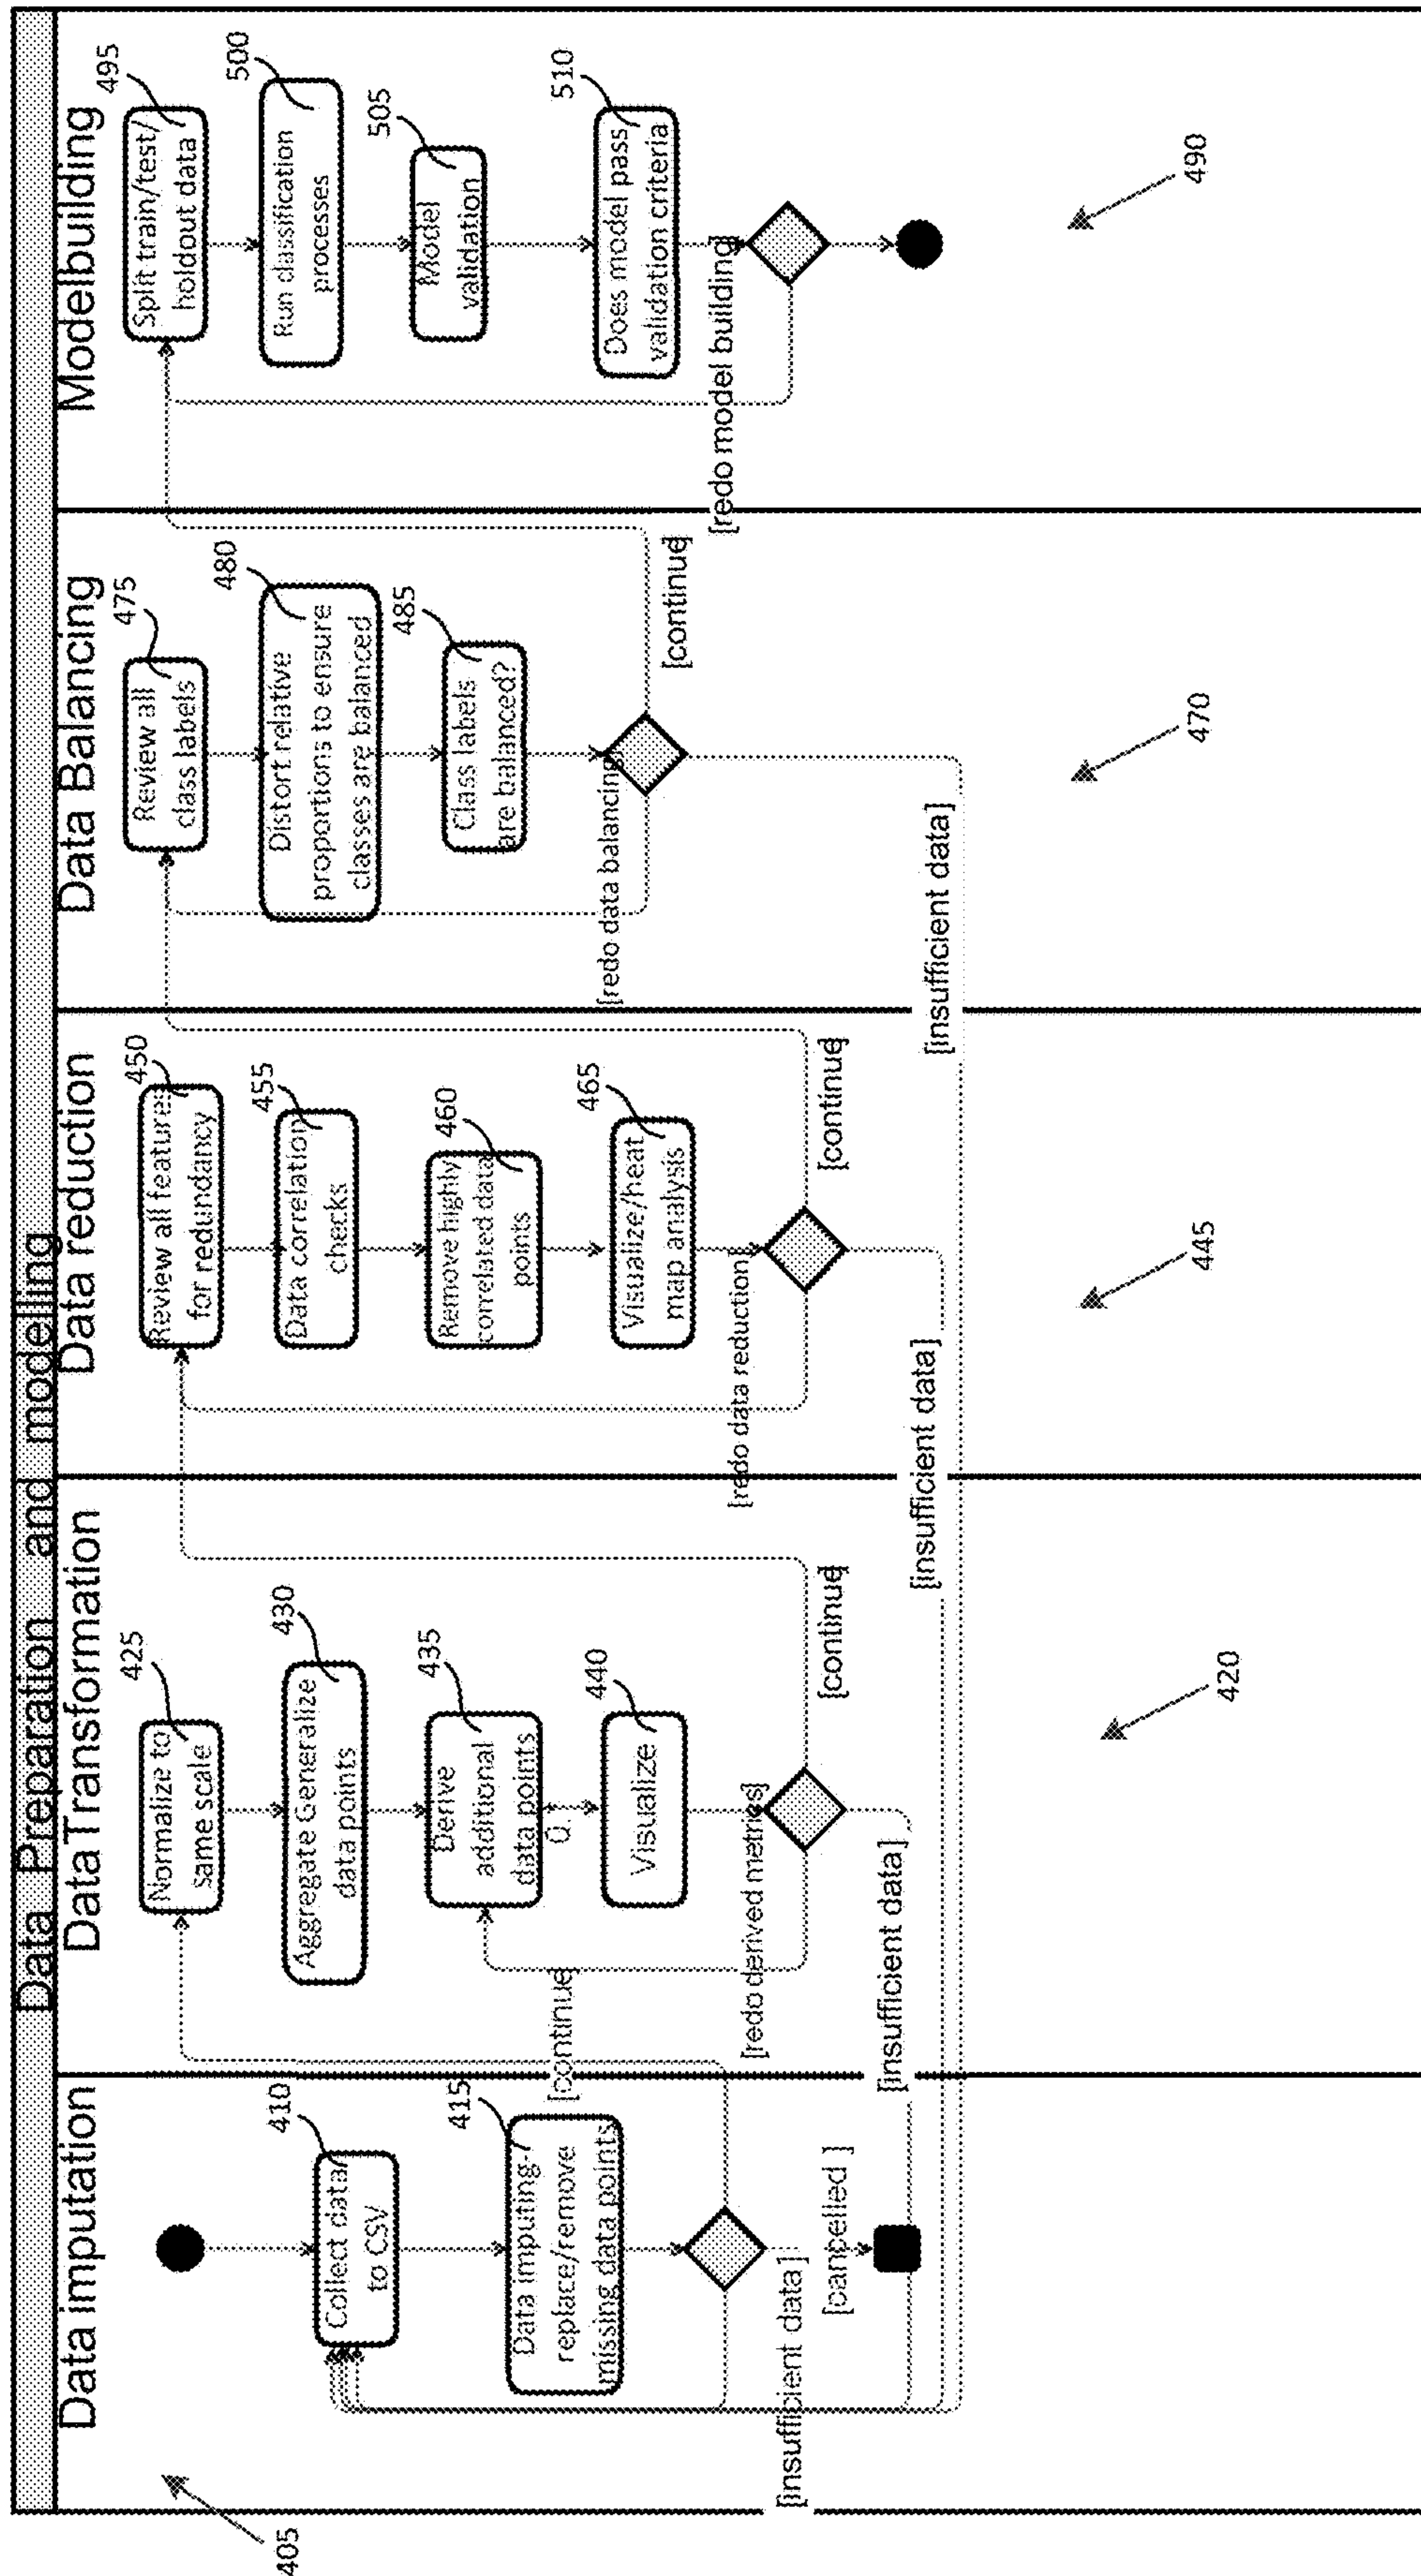 Data Preparation and modelling
Data imputation
405
410
Collect data
to CSV
415
Data imputing-
replace/remove
missing data points
[continue]
[insufficient data]
[cancelled ]
Data Transformation
425
Normalize to
same scale
430
Aggregate Generalize
data points
435
Derive
additional
data points
440
Visualize
[redo derived metrics]
[continue]
[insufficient data]
420
Data reduction
450
Review all features
for redundancy
455
Data correlation
checks
460
Remove highly
correlated data
points
465
Visualize/heat
map analysis
[redo data reduction]
[continue]
[insufficient data]
445
Data Balancing
475
Review all
class labels
480
Distort relative
proportions to ensure
classes are balanced
485
Class labels
are balanced?
[redo data balancing]
[continue]
[insufficient data]
470
Modelbuilding
495
Split train/test/
holdout data
500
Run classification
processes
505
Model
validation
510
Does model pass
validation criteria
[redo model building]
490